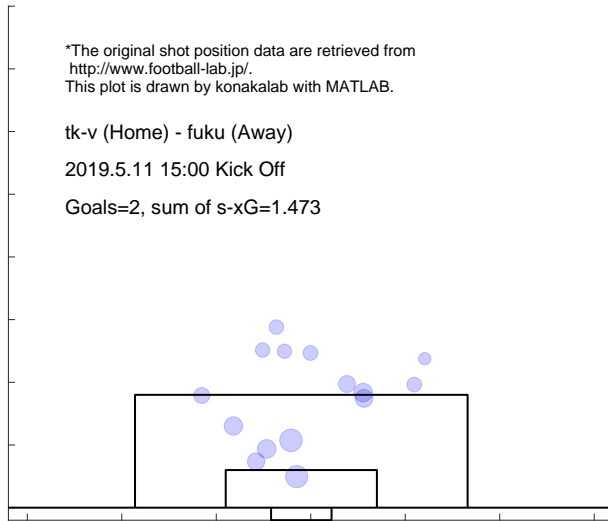 *The original shot position data are retrieved from
http://www.football-lab.jp/.
This plot is drawn by konakalab with MATLAB.
tk-v (Home) - fuku (Away)
2019.5.11 15:00 Kick Off
Goals=2, sum of s-xG=1.473